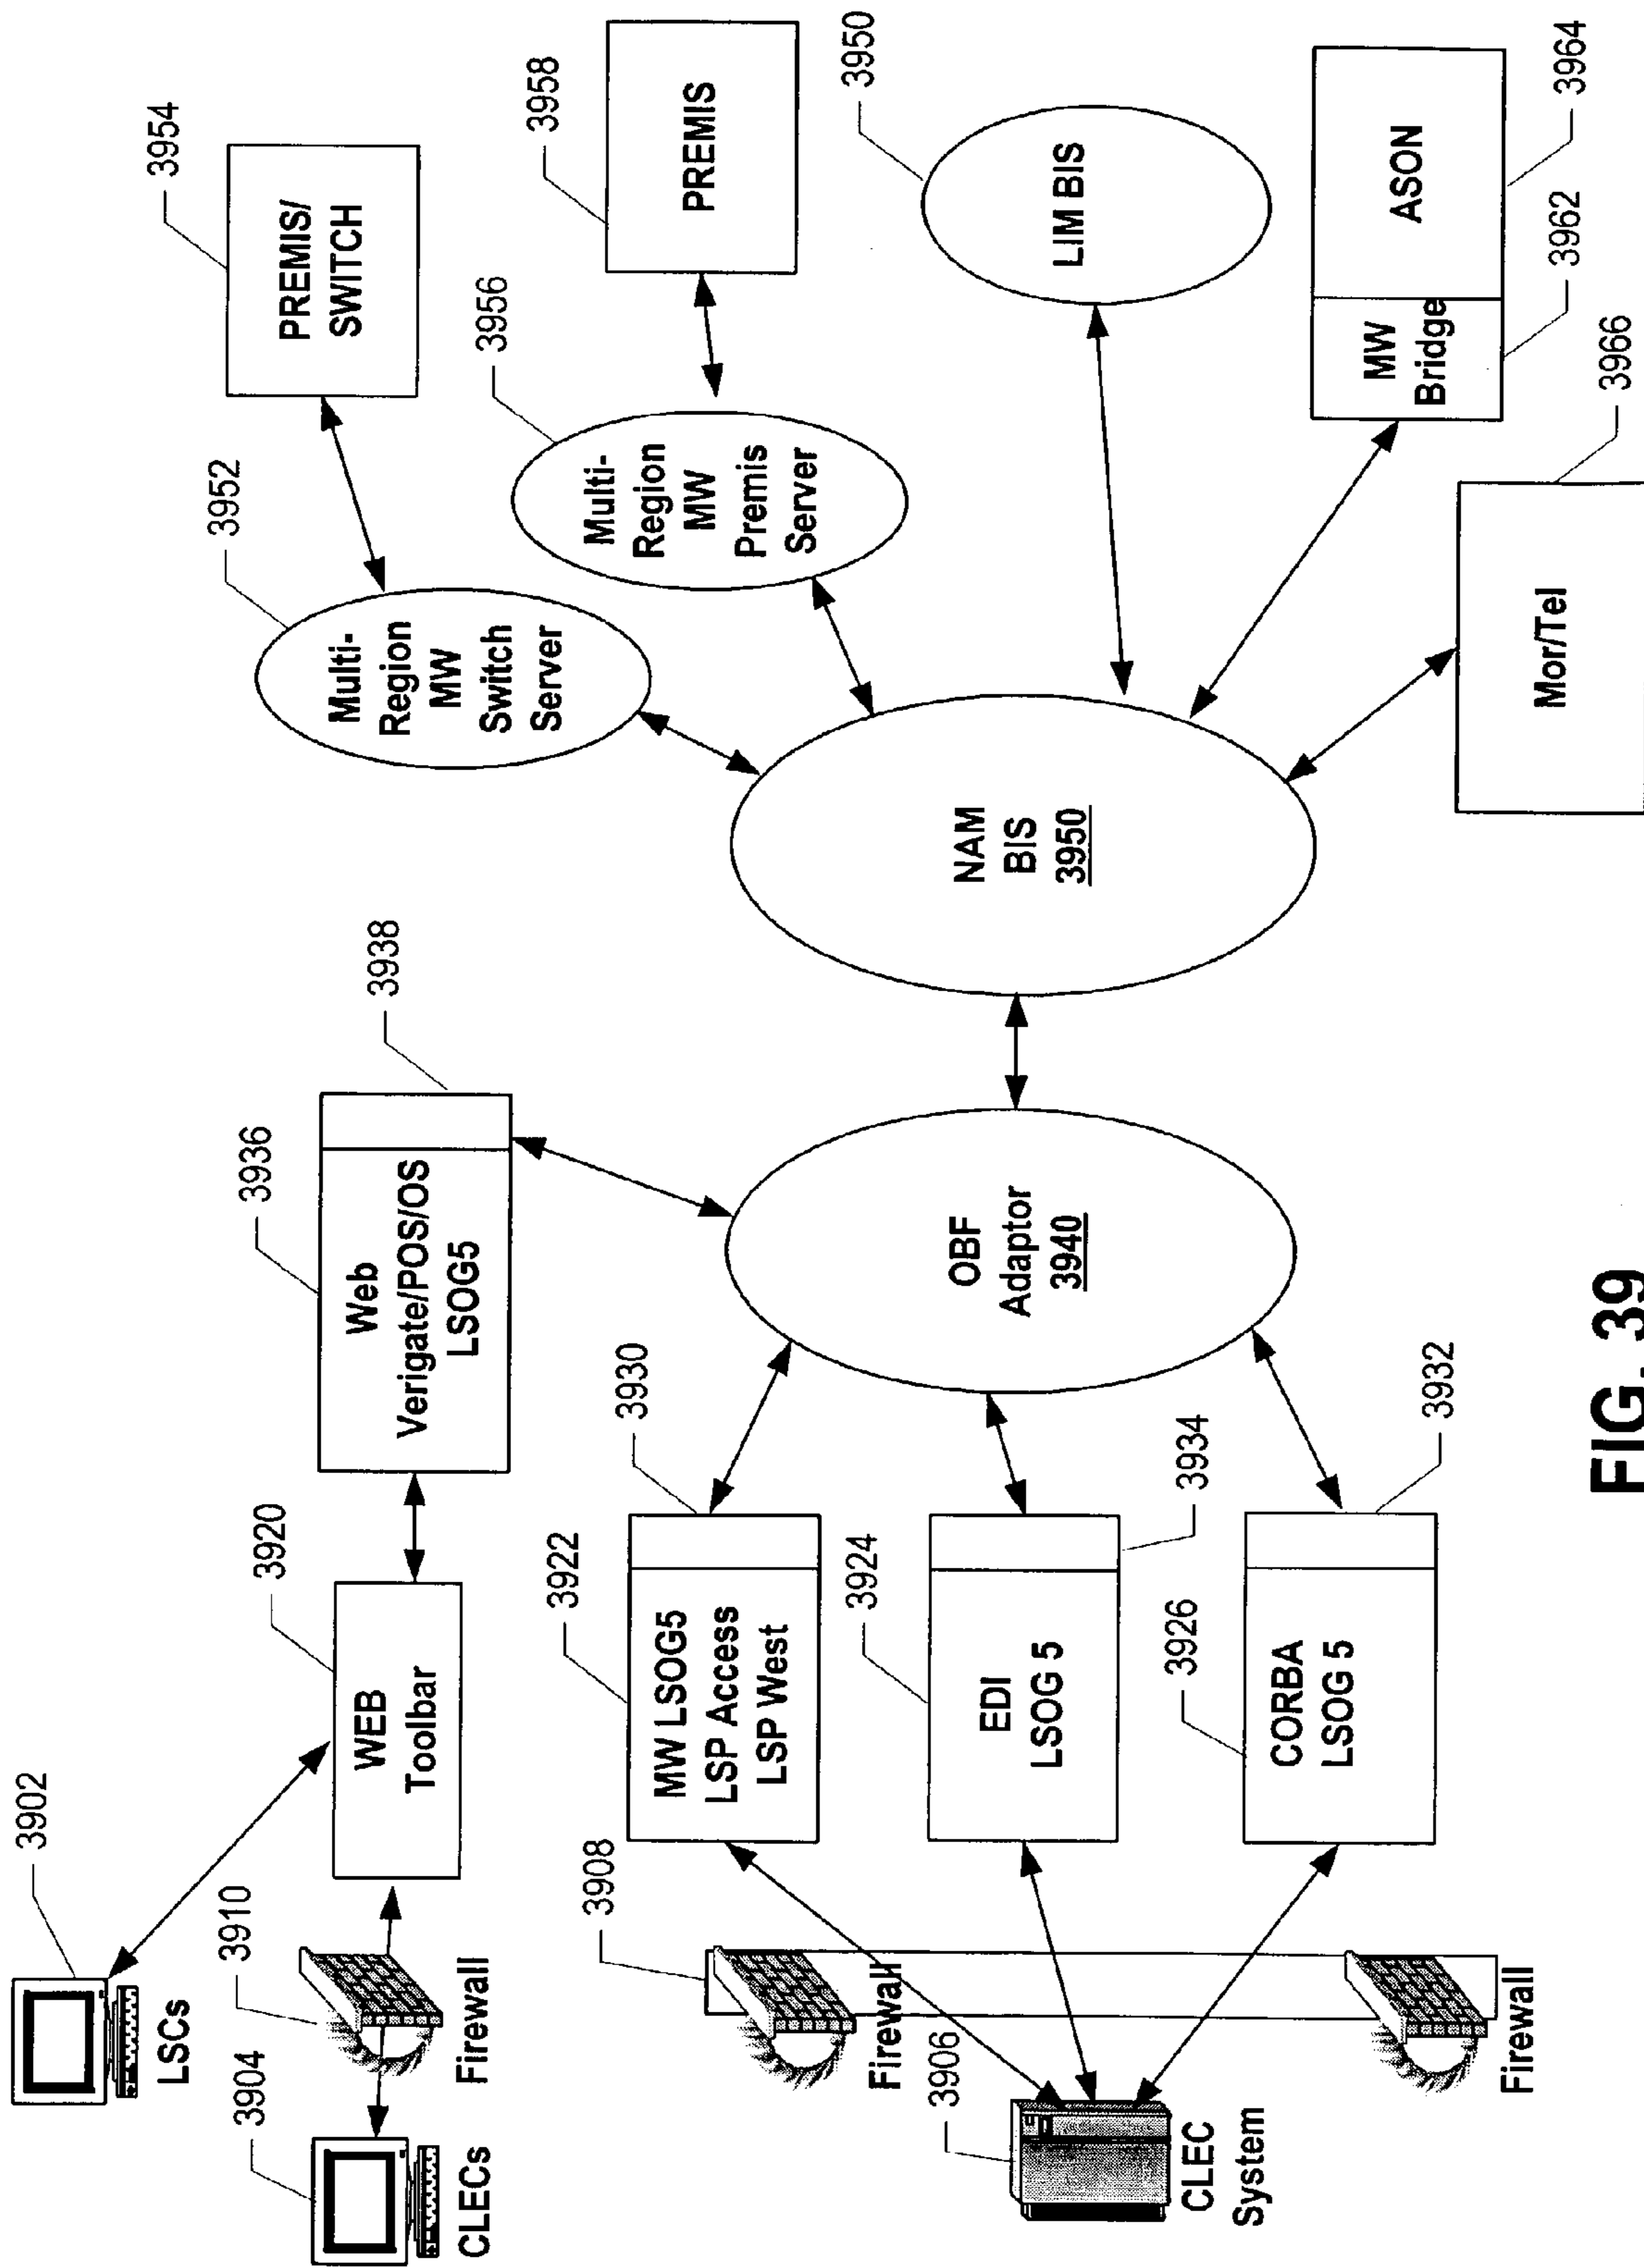 3902
LSCs
3904
CLECs
3910
Firewall
3920
WEB
Toolbar
3936
3938
Web
Verigate/POS/OS
LSOG5
3908
Firewall
3906
CLEC
System
Firewall
3922
3930
MW LSOG5
LSP Access
LSP West
3924
3934
EDI
LSOG 5
3926
3932
CORBA
LSOG 5
OBF
Adaptor
3940
NAM
BIS
3950
3952
Multi-
Region
MW
Switch
Server
3954
PREMIS/
SWITCH
3956
Multi-
Region
MW
Premis
Server
3958
PREMIS
3950
LIM BIS
MW
Bridge
ASON
3962
3964
3966
Mor/Tel
FIG. 39